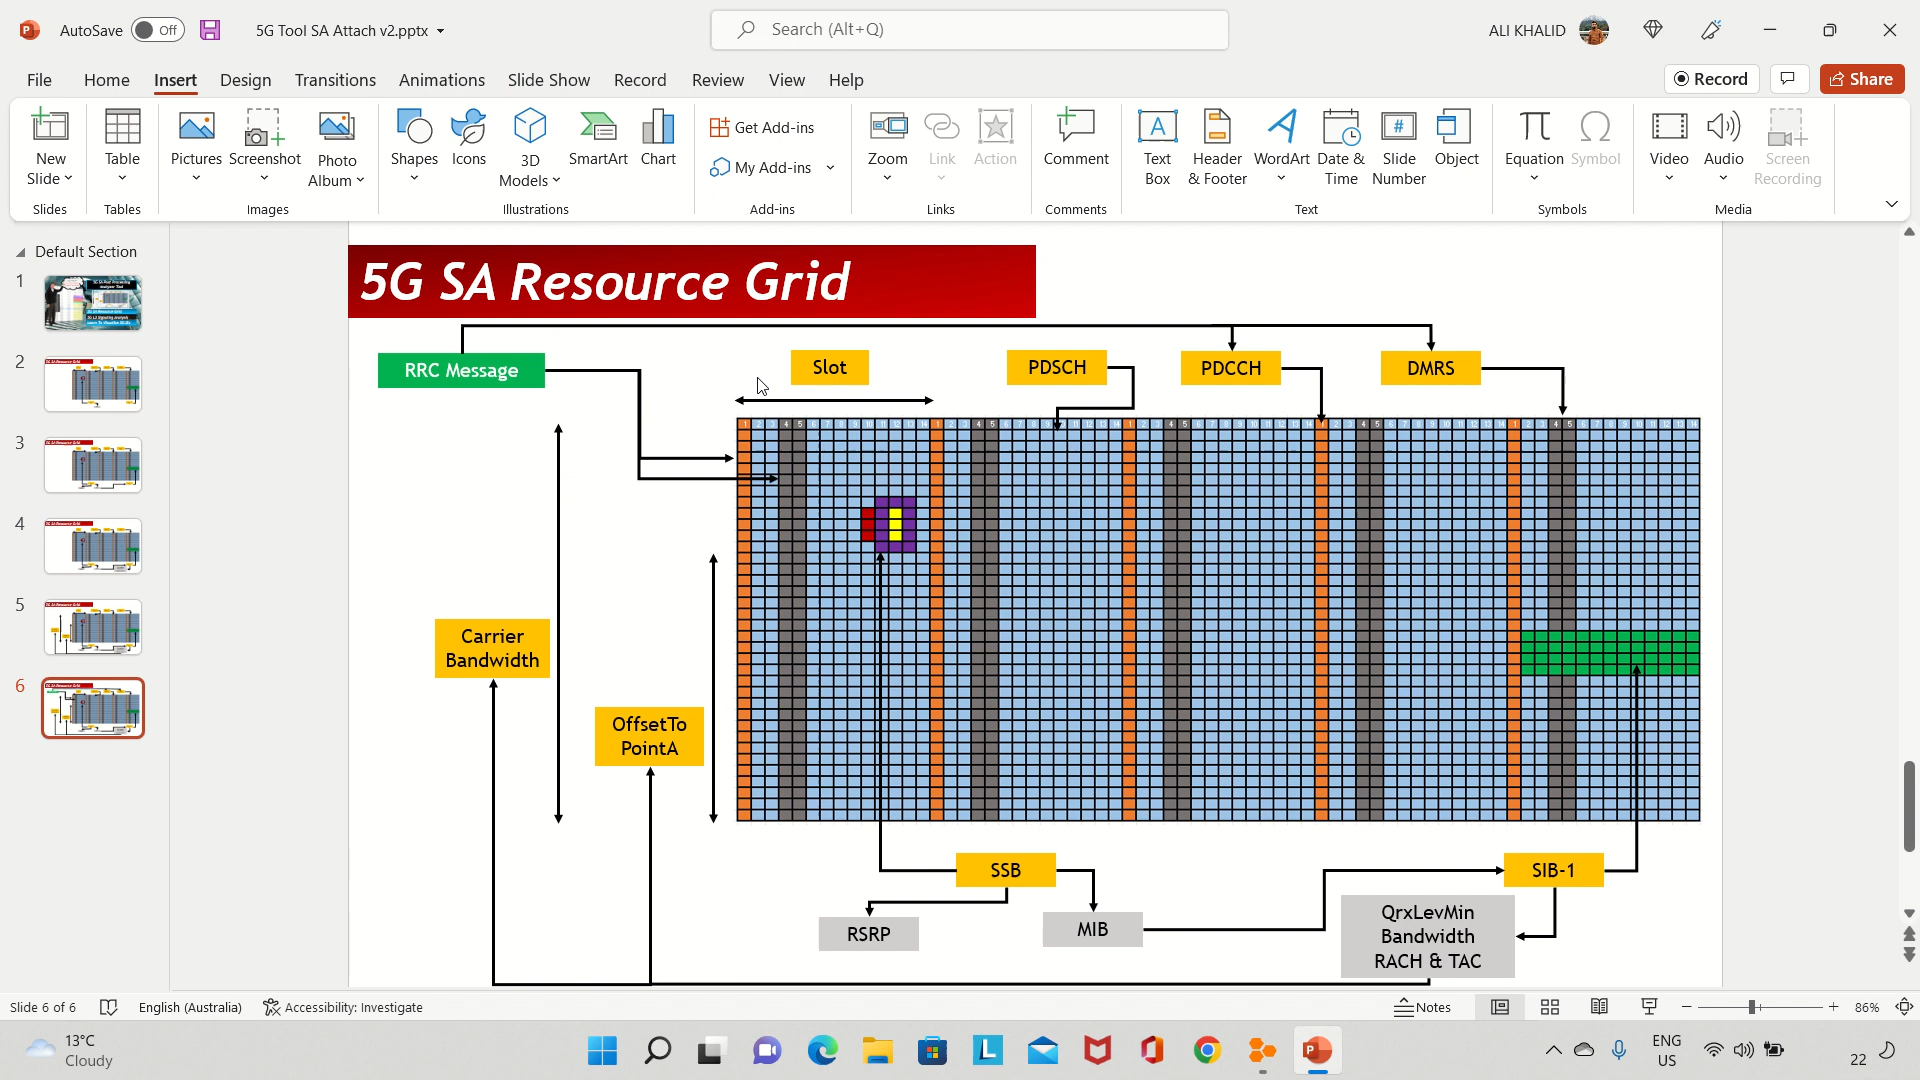 AutoSave
Off
5G Tool SA Attach v2.pptx
Search (Alt+Q)
ALI KHALID
File
Home
Insert
Design
Transitions
Animations
Slide Show
Record
Review
View
Help
Record
Share
New
Slide
Table
Pictures
Screenshot
Photo
Album
Shapes
Icons
3D
Models
SmartArt
Chart
Get Add-ins
My Add-ins
Zoom
Link
Action
Comment
Text
Box
Header
& Footer
WordArt
Date &
Time
Slide
Number
Object
Equation
Symbol
Video
Audio
Screen
Recording
Slides
Tables
Images
Illustrations
Add-ins
Links
Comments
Text
Symbols
Media
Default Section
1
2
3
4
5
6
5G SA Resource Grid
RRC Message
Slot
PDSCH
PDCCH
DMRS
Carrier
Bandwidth
OffsetTo
PointA
SSB
SIB-1
RSRP
MIB
QrxLevMin
Bandwidth
RACH & TAC
Slide 6 of 6
English (Australia)
Accessibility: Investigate
Notes
86%
13°C
Cloudy
ENG
US
22